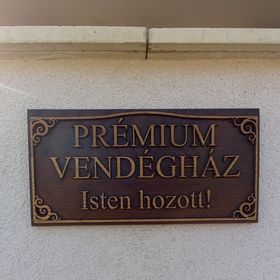 PRÉMIUM
VENDÉGHÁZ
Isten hozott!